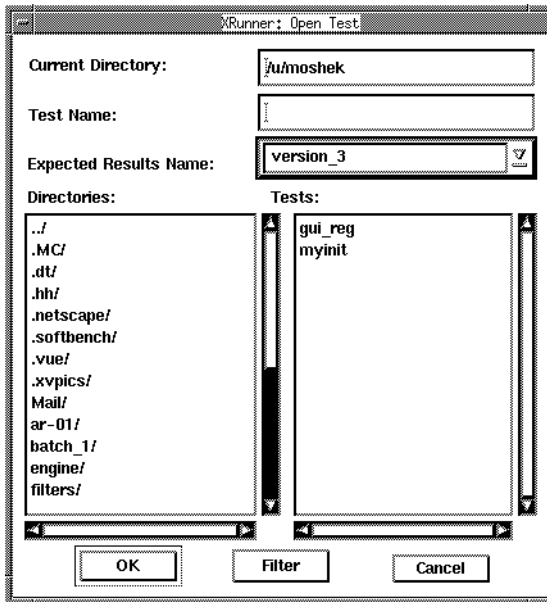 XRunner: Open Test
Current Directory:
/u/moshek
Test Name:
Expected Results Name:
version_3
Directories:
Tests:
../
.MC/
.dt/
.hh/
.netscape/
.softbench/
.vue/
.xvpics/
Mail/
ar-01/
batch_1/
engine/
filters/
gui_reg
myinit
OK
Filter
Cancel